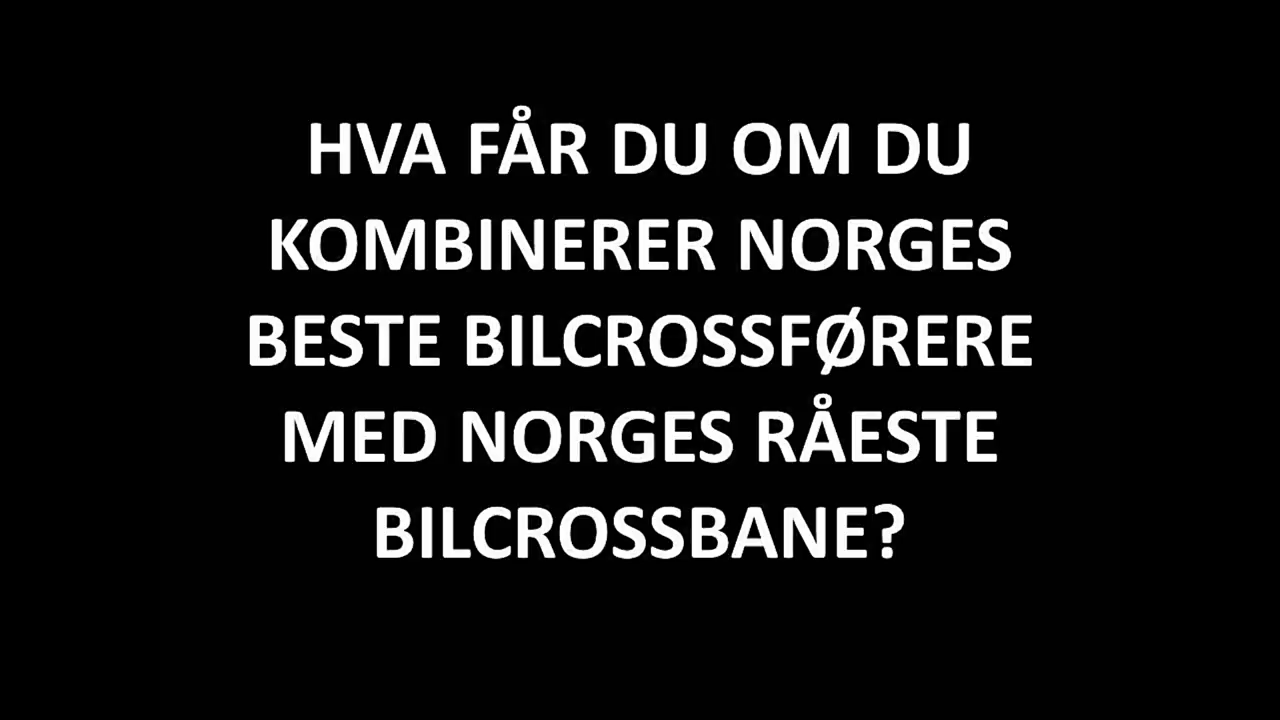 HVA FÅR DU OM DU
KOMBINERER NORGES
BESTE BILCROSSFØRERE
MED NORGES RÅESTE
BILCROSSBANE?